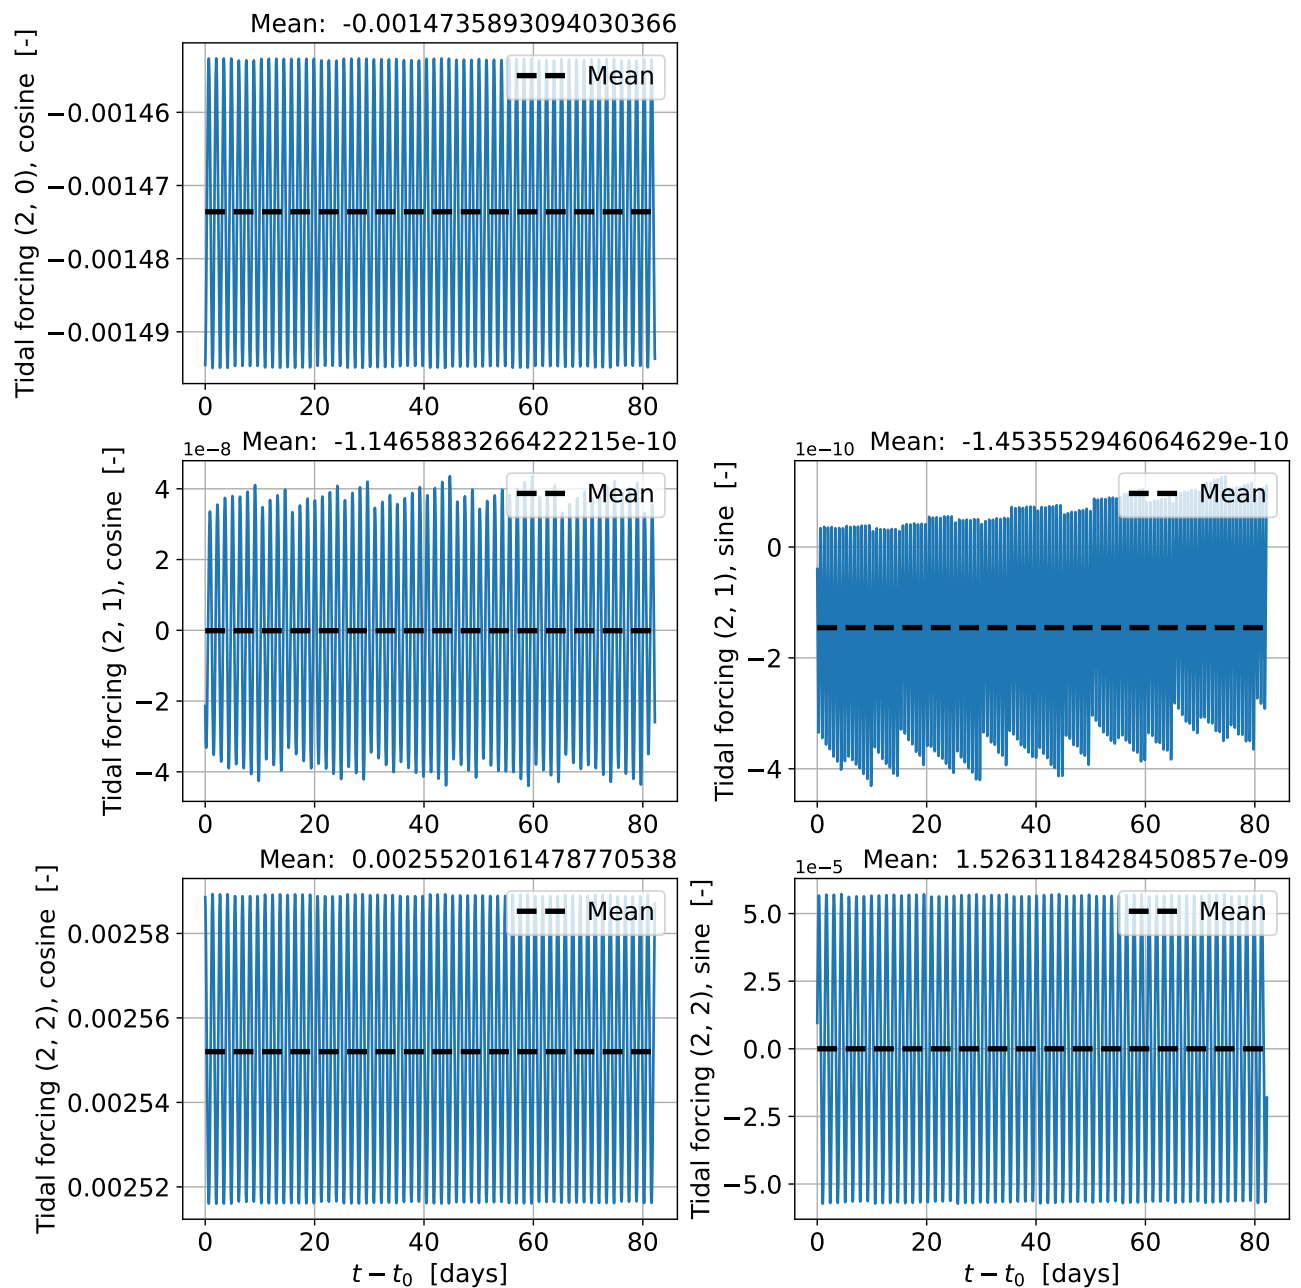 Mean:  -0.0014735893094030366
Tidal forcing (2, 0), cosine  [-]
Mean
−0.00146
−0.00147
−0.00148
−0.00149
0 20 40 60 80
1e−8 Mean:  -1.1465883266422215e-10
Tidal forcing (2, 1), cosine  [-]
Mean
4
2
0
−2
−4
0 20 40 60 80
1e−10 Mean:  -1.453552946064629e-10
Tidal forcing (2, 1), sine  [-]
Mean
0
−2
−4
0 20 40 60 80
Mean:  0.0025520161478770538
Tidal forcing (2, 2), cosine  [-]
Mean
0.00258
0.00256
0.00254
0.00252
0 20 40 60 80
t − t₀  [days]
1e−5 Mean:  1.5263118428450857e-09
Tidal forcing (2, 2), sine  [-]
Mean
5.0
2.5
0.0
−2.5
−5.0
0 20 40 60 80
t − t₀  [days]